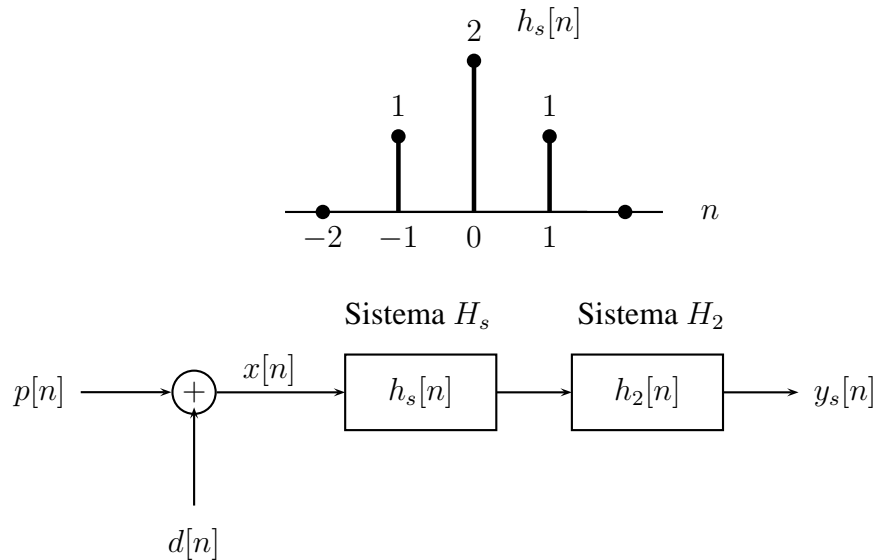 2 h_s[n]
1 1
n
−2 −1 0 1
Sistema H_s Sistema H_2
p[n] + x[n] h_s[n] h_2[n] y_s[n]
d[n]